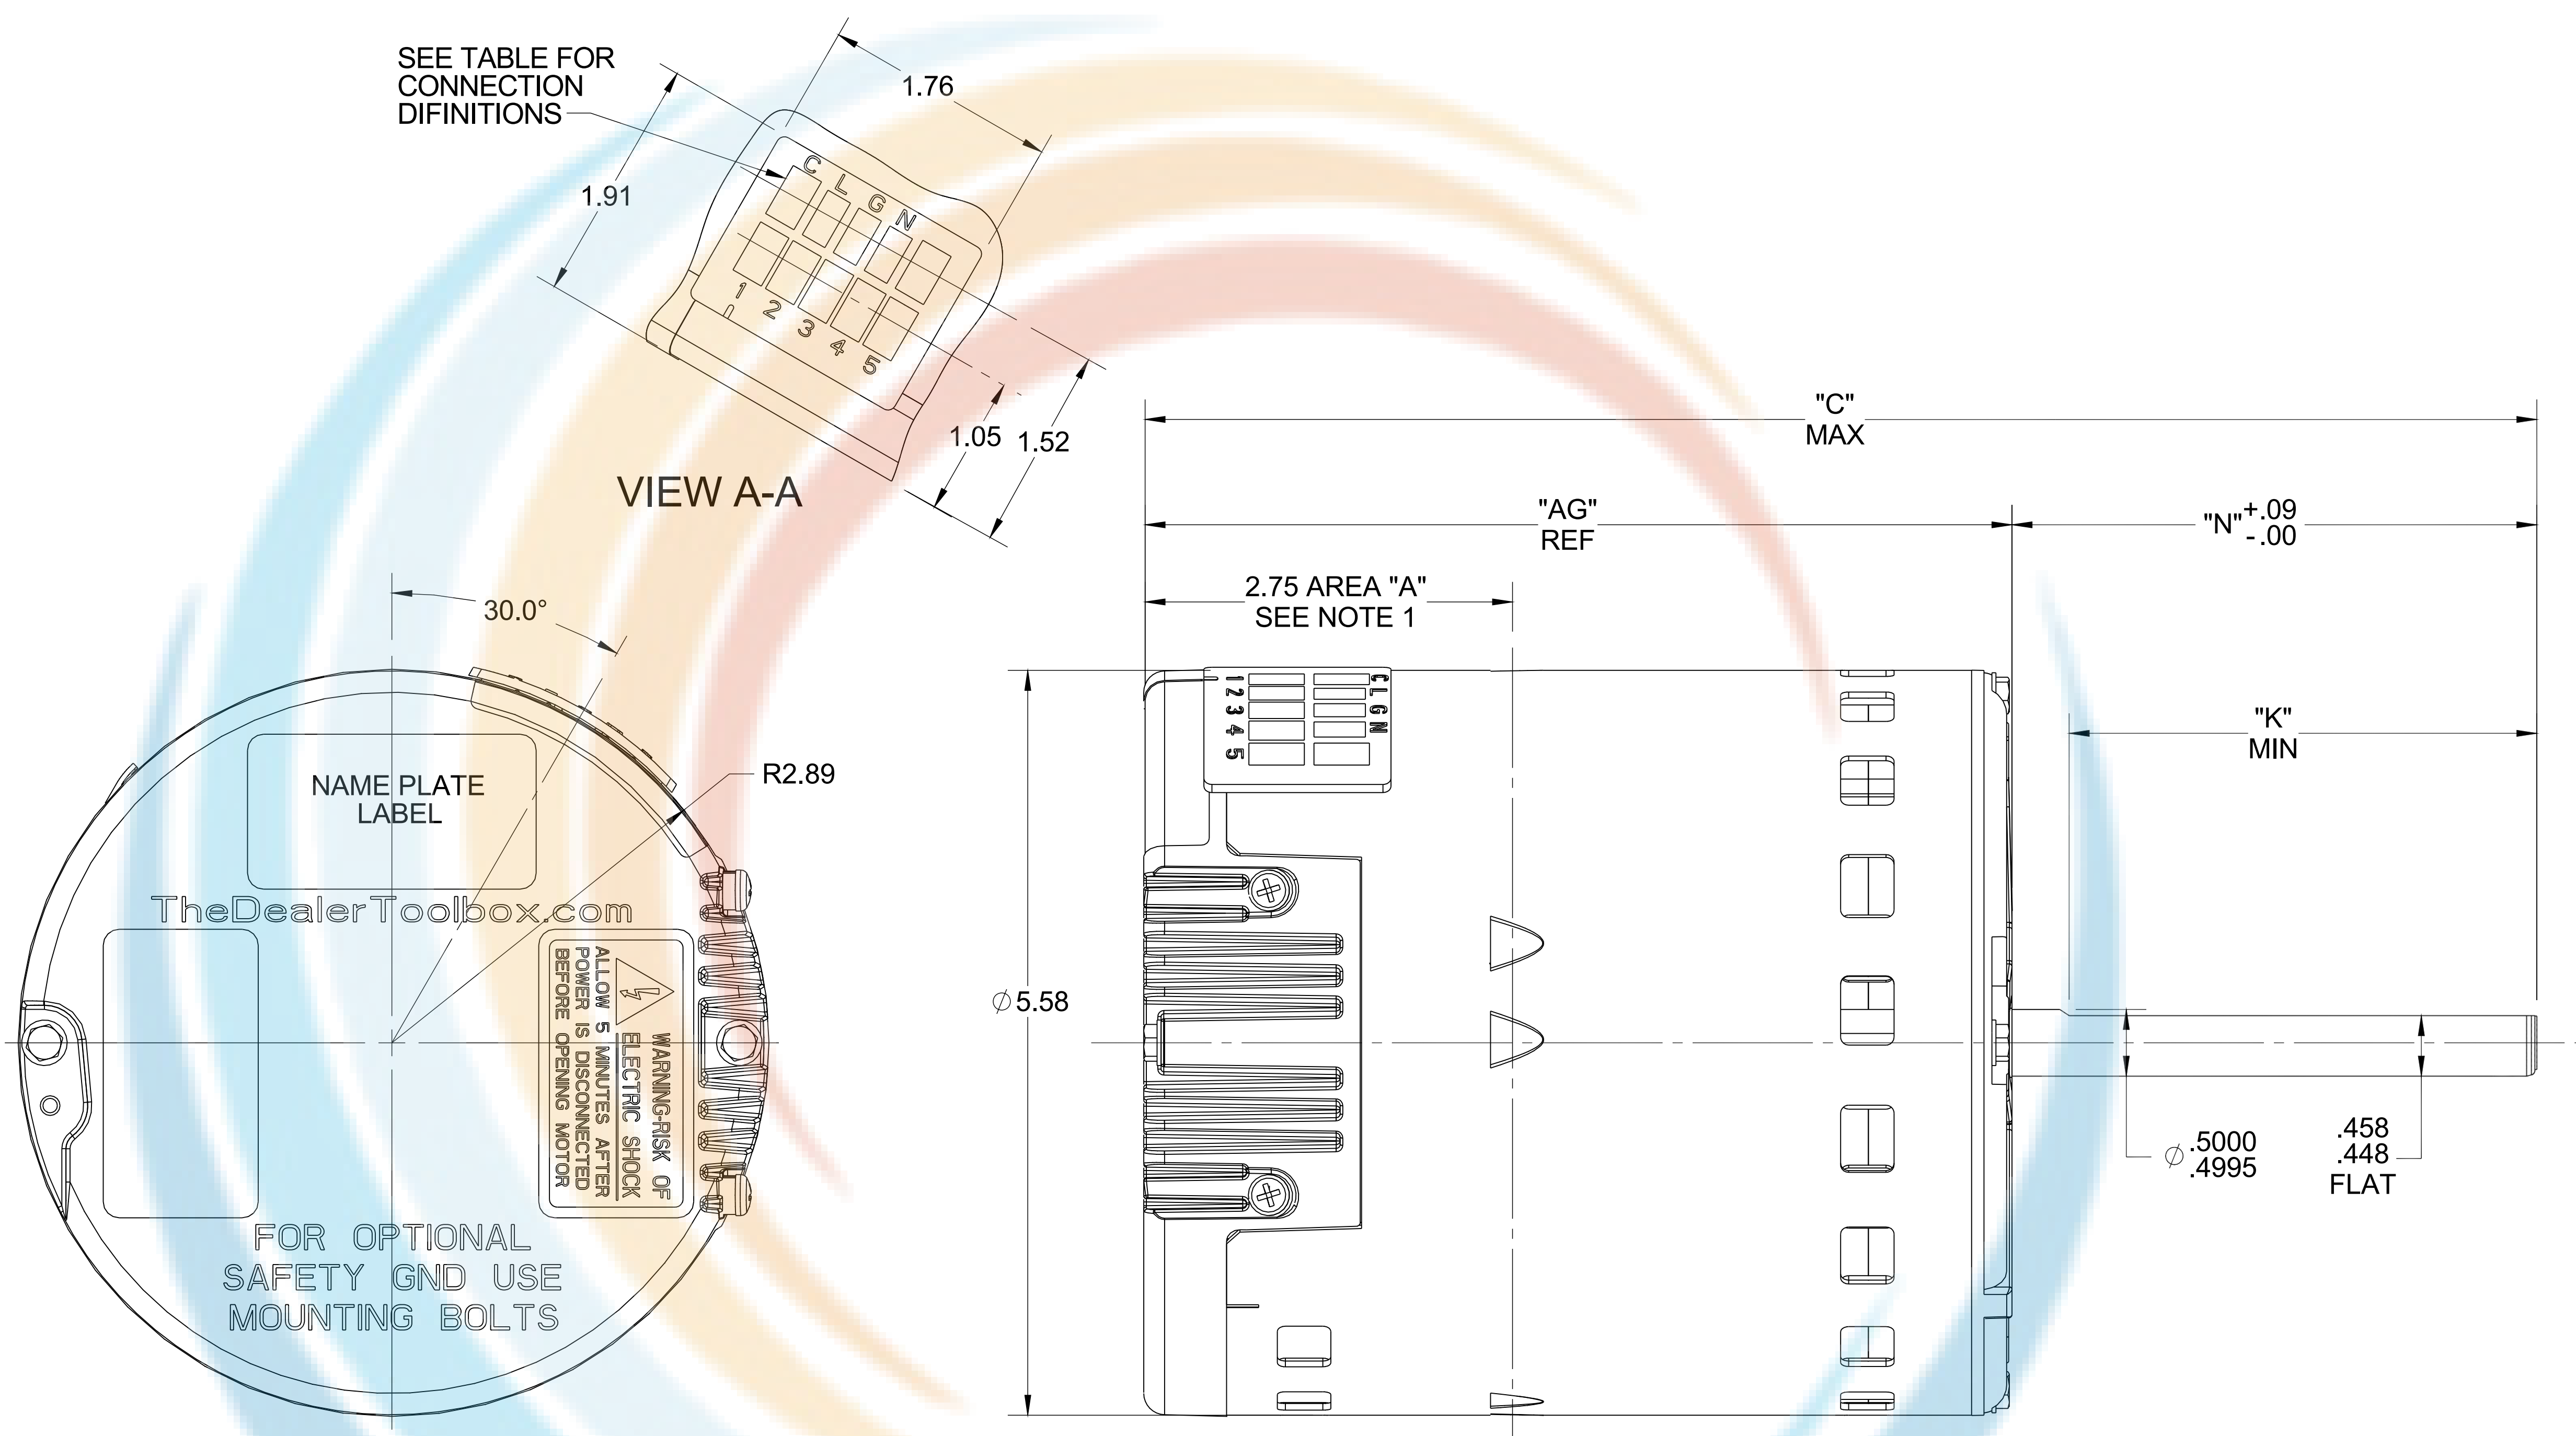 SEE TABLE FOR
CONNECTION
DIFINITIONS
1.76
1.91
C L G N
1 2 3 4 5
1.05
1.52
VIEW A-A
"C"
MAX
"AG"
REF
"N" +.09
-.00
2.75 AREA "A"
SEE NOTE 1
30.0°
1 2 3 4 5
C L G N
"K"
MIN
NAME PLATE
LABEL
R2.89
TheDealerToolbox.com
WARNING-RISK OF
ELECTRIC SHOCK
ALLOW 5 MINUTES AFTER
POWER IS DISCONNECTED
BEFORE OPENING MOTOR
∅ 5.58
∅ .5000
.4995
.458
.448
FLAT
FOR OPTIONAL
SAFETY GND USE
MOUNTING BOLTS